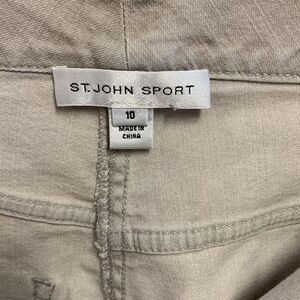 ST. JOHN SPORT
10
MADE IN
CHINA